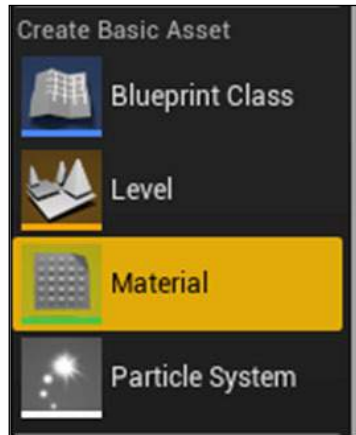 Create Basic Asset
Blueprint Class
Level
Material
Particle System